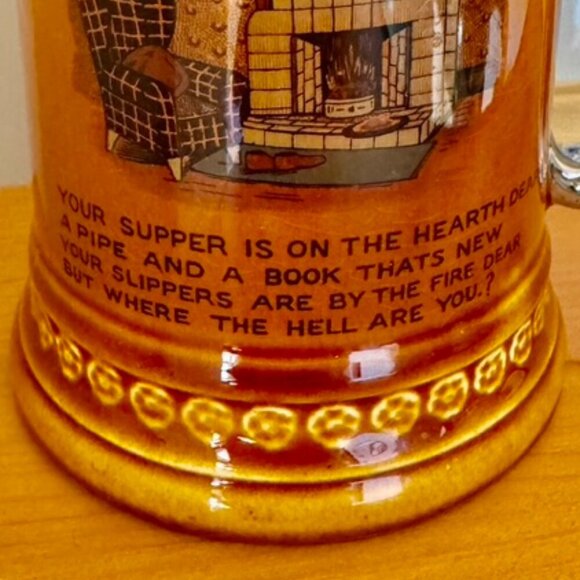 YOUR SUPPER IS ON THE HEARTH DEAR
A PIPE AND A BOOK THATS NEW
YOUR SLIPPERS ARE BY THE FIRE DEAR
BUT WHERE THE HELL ARE YOU.?